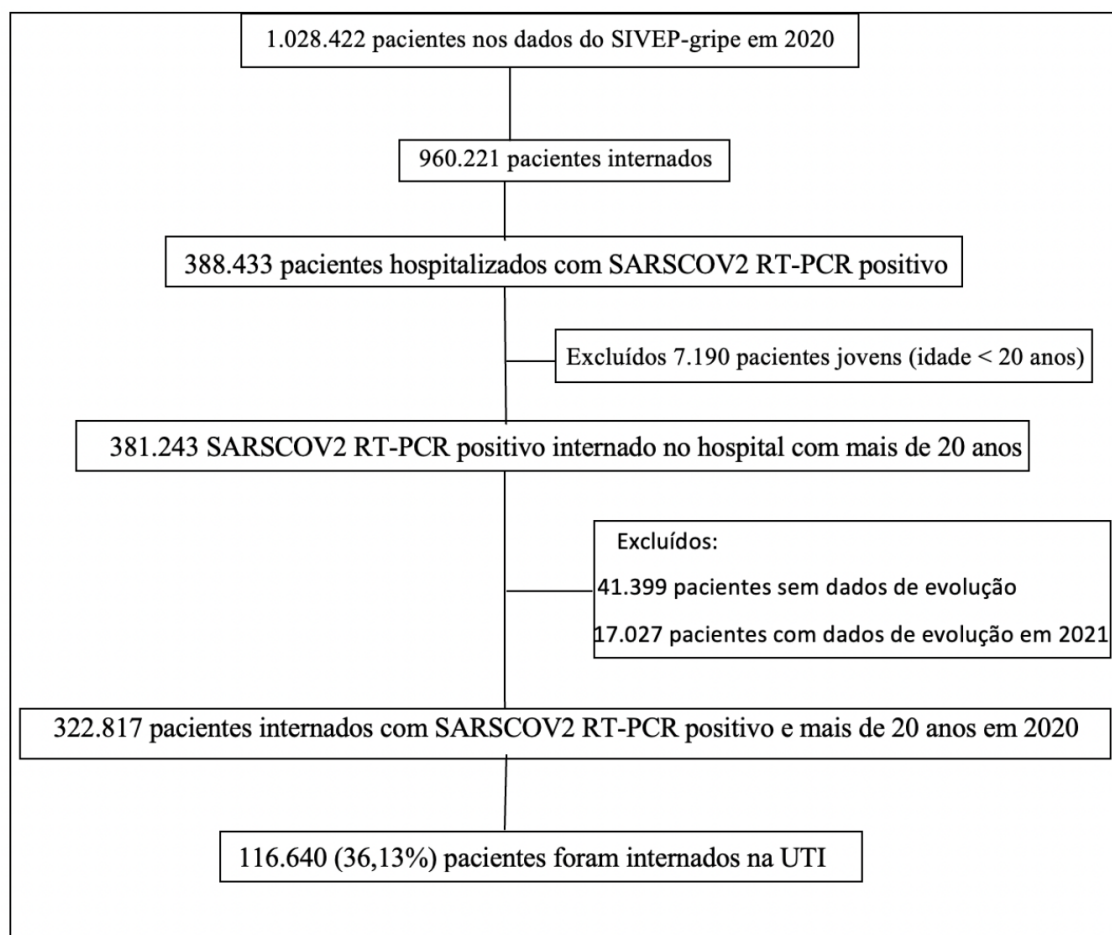 1.028.422 pacientes nos dados do SIVEP-gripe em 2020
960.221 pacientes internados
388.433 pacientes hospitalizados com SARSCOV2 RT-PCR positivo
Excluídos 7.190 pacientes jovens (idade < 20 anos)
381.243 SARSCOV2 RT-PCR positivo internado no hospital com mais de 20 anos
Excluídos:
41.399 pacientes sem dados de evolução
17.027 pacientes com dados de evolução em 2021
322.817 pacientes internados com SARSCOV2 RT-PCR positivo e mais de 20 anos em 2020
116.640 (36,13%) pacientes foram internados na UTI